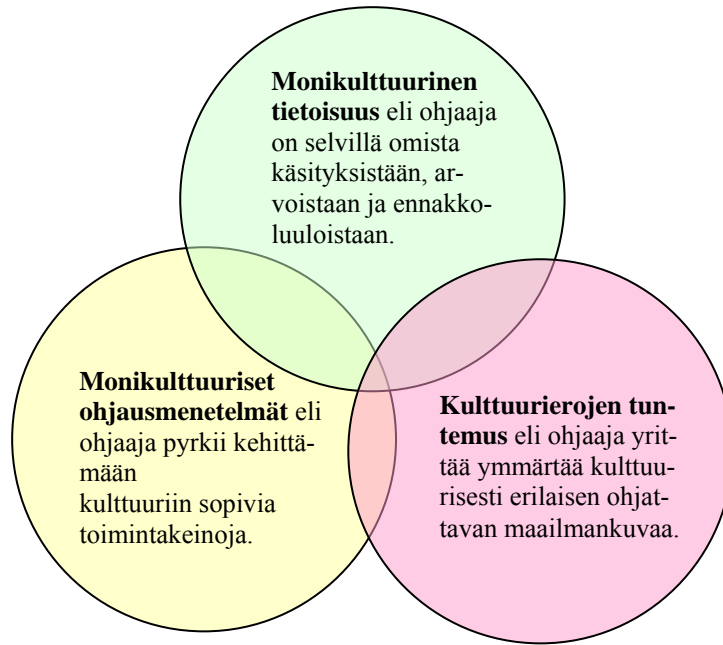 Monikulttuurinen
tietoisuus eli ohjaaja
on selvillä omista
käsityksistään, ar-
voistaan ja ennakko-
luuloistaan.
Monikulttuuriset
ohjausmenetelmät eli
ohjaaja pyrkii kehittä-
mään
kulttuuriin sopivia
toimintakeinoja.
Kulttuurierojen tun-
temus eli ohjaaja yrit-
tää ymmärtää kulttuu-
risesti erilaisen ohjat-
tavan maailmankuvaa.